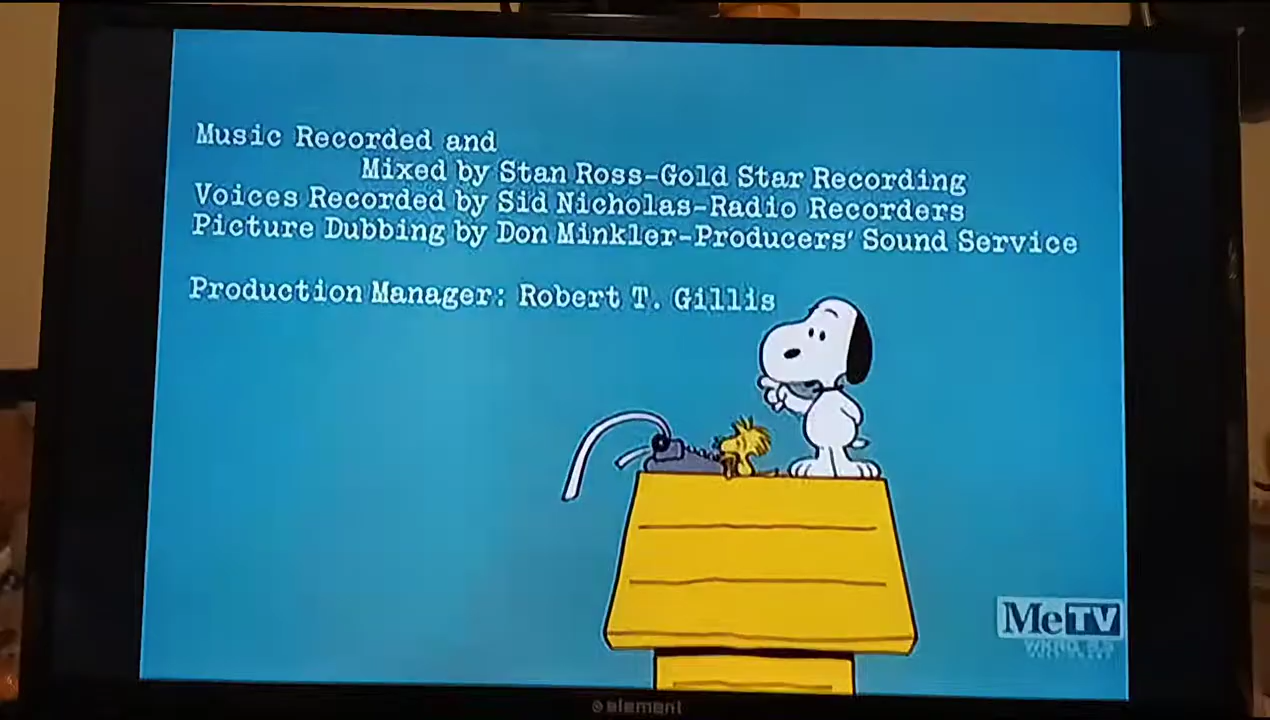 Music Recorded and
Mixed by Stan Ross-Gold Star Recording
Voices Recorded by Sid Nicholas-Radio Recorders
Picture Dubbing by Don Minkler-Producers' Sound Service
Production Manager: Robert T. Gillis
MeTV
element